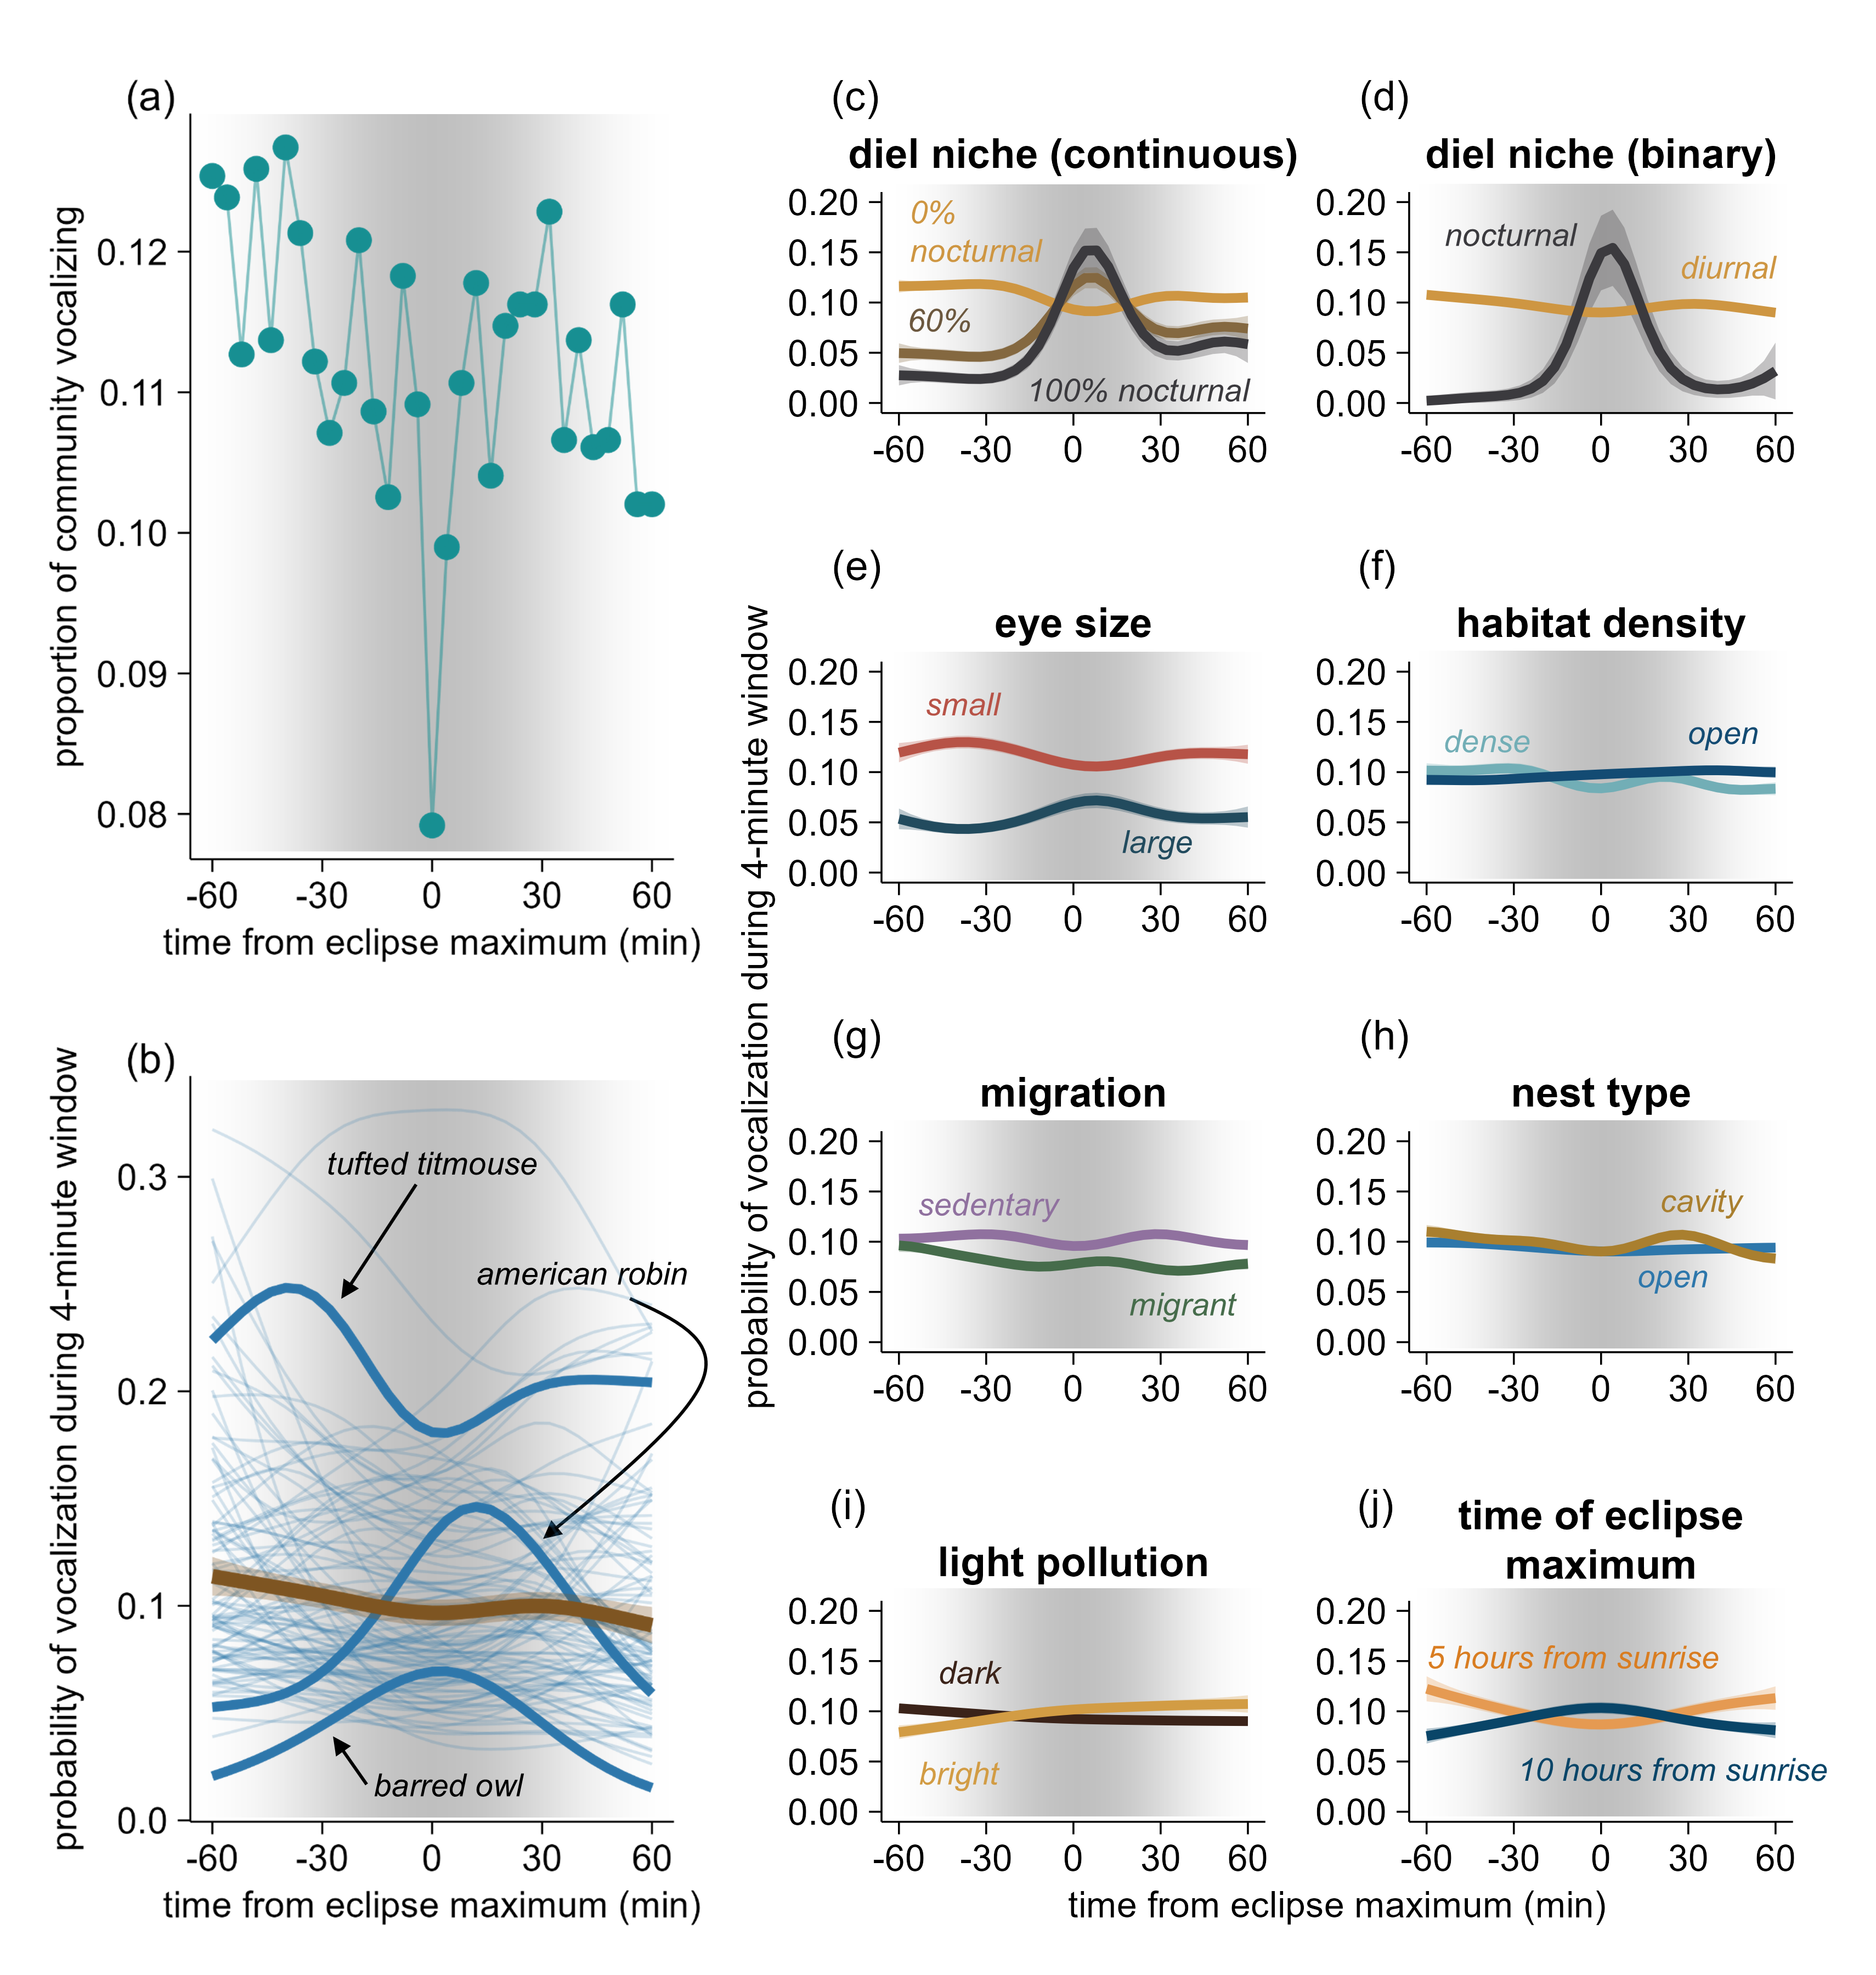 (a)
proportion of community vocalizing
0.12
0.11
0.10
0.09
0.08
-60 -30 0 30 60
time from eclipse maximum (min)
(b)
probability of vocalization during 4-minute window
0.3
0.2
0.1
0.0
tufted titmouse
american robin
barred owl
-60 -30 0 30 60
time from eclipse maximum (min)
probability of vocalization during 4-minute window
(c)
diel niche (continuous)
0.20
0.15
0.10
0.05
0.00
0%
nocturnal
60%
100% nocturnal
-60 -30 0 30 60
(d)
diel niche (binary)
0.20
0.15
0.10
0.05
0.00
nocturnal
diurnal
-60 -30 0 30 60
(e)
eye size
0.20
0.15
0.10
0.05
0.00
small
large
-60 -30 0 30 60
(f)
habitat density
0.20
0.15
0.10
0.05
0.00
dense
open
-60 -30 0 30 60
(g)
migration
0.20
0.15
0.10
0.05
0.00
sedentary
migrant
-60 -30 0 30 60
(h)
nest type
0.20
0.15
0.10
0.05
0.00
cavity
open
-60 -30 0 30 60
(i)
light pollution
0.20
0.15
0.10
0.05
0.00
dark
bright
-60 -30 0 30 60
(j)
time of eclipse
maximum
0.20
0.15
0.10
0.05
0.00
5 hours from sunrise
10 hours from sunrise
-60 -30 0 30 60
time from eclipse maximum (min)